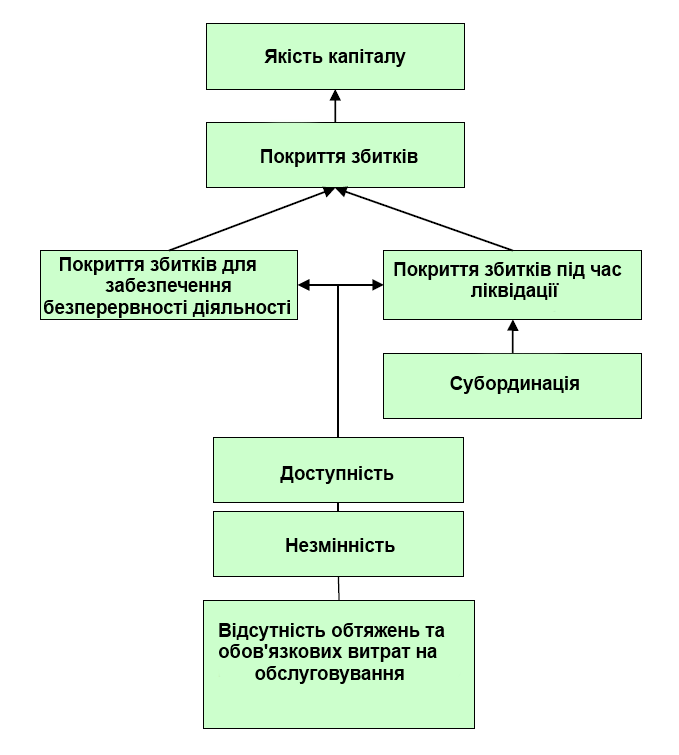 Якість капіталу
Покриття збитків
Покриття збитків для
забезпечення
безперервності діяльності
Покриття збитків під час
ліквідації
Субординація
Доступність
Незмінність
Відсутність обтяжень та
обов'язкових витрат на
обслуговування